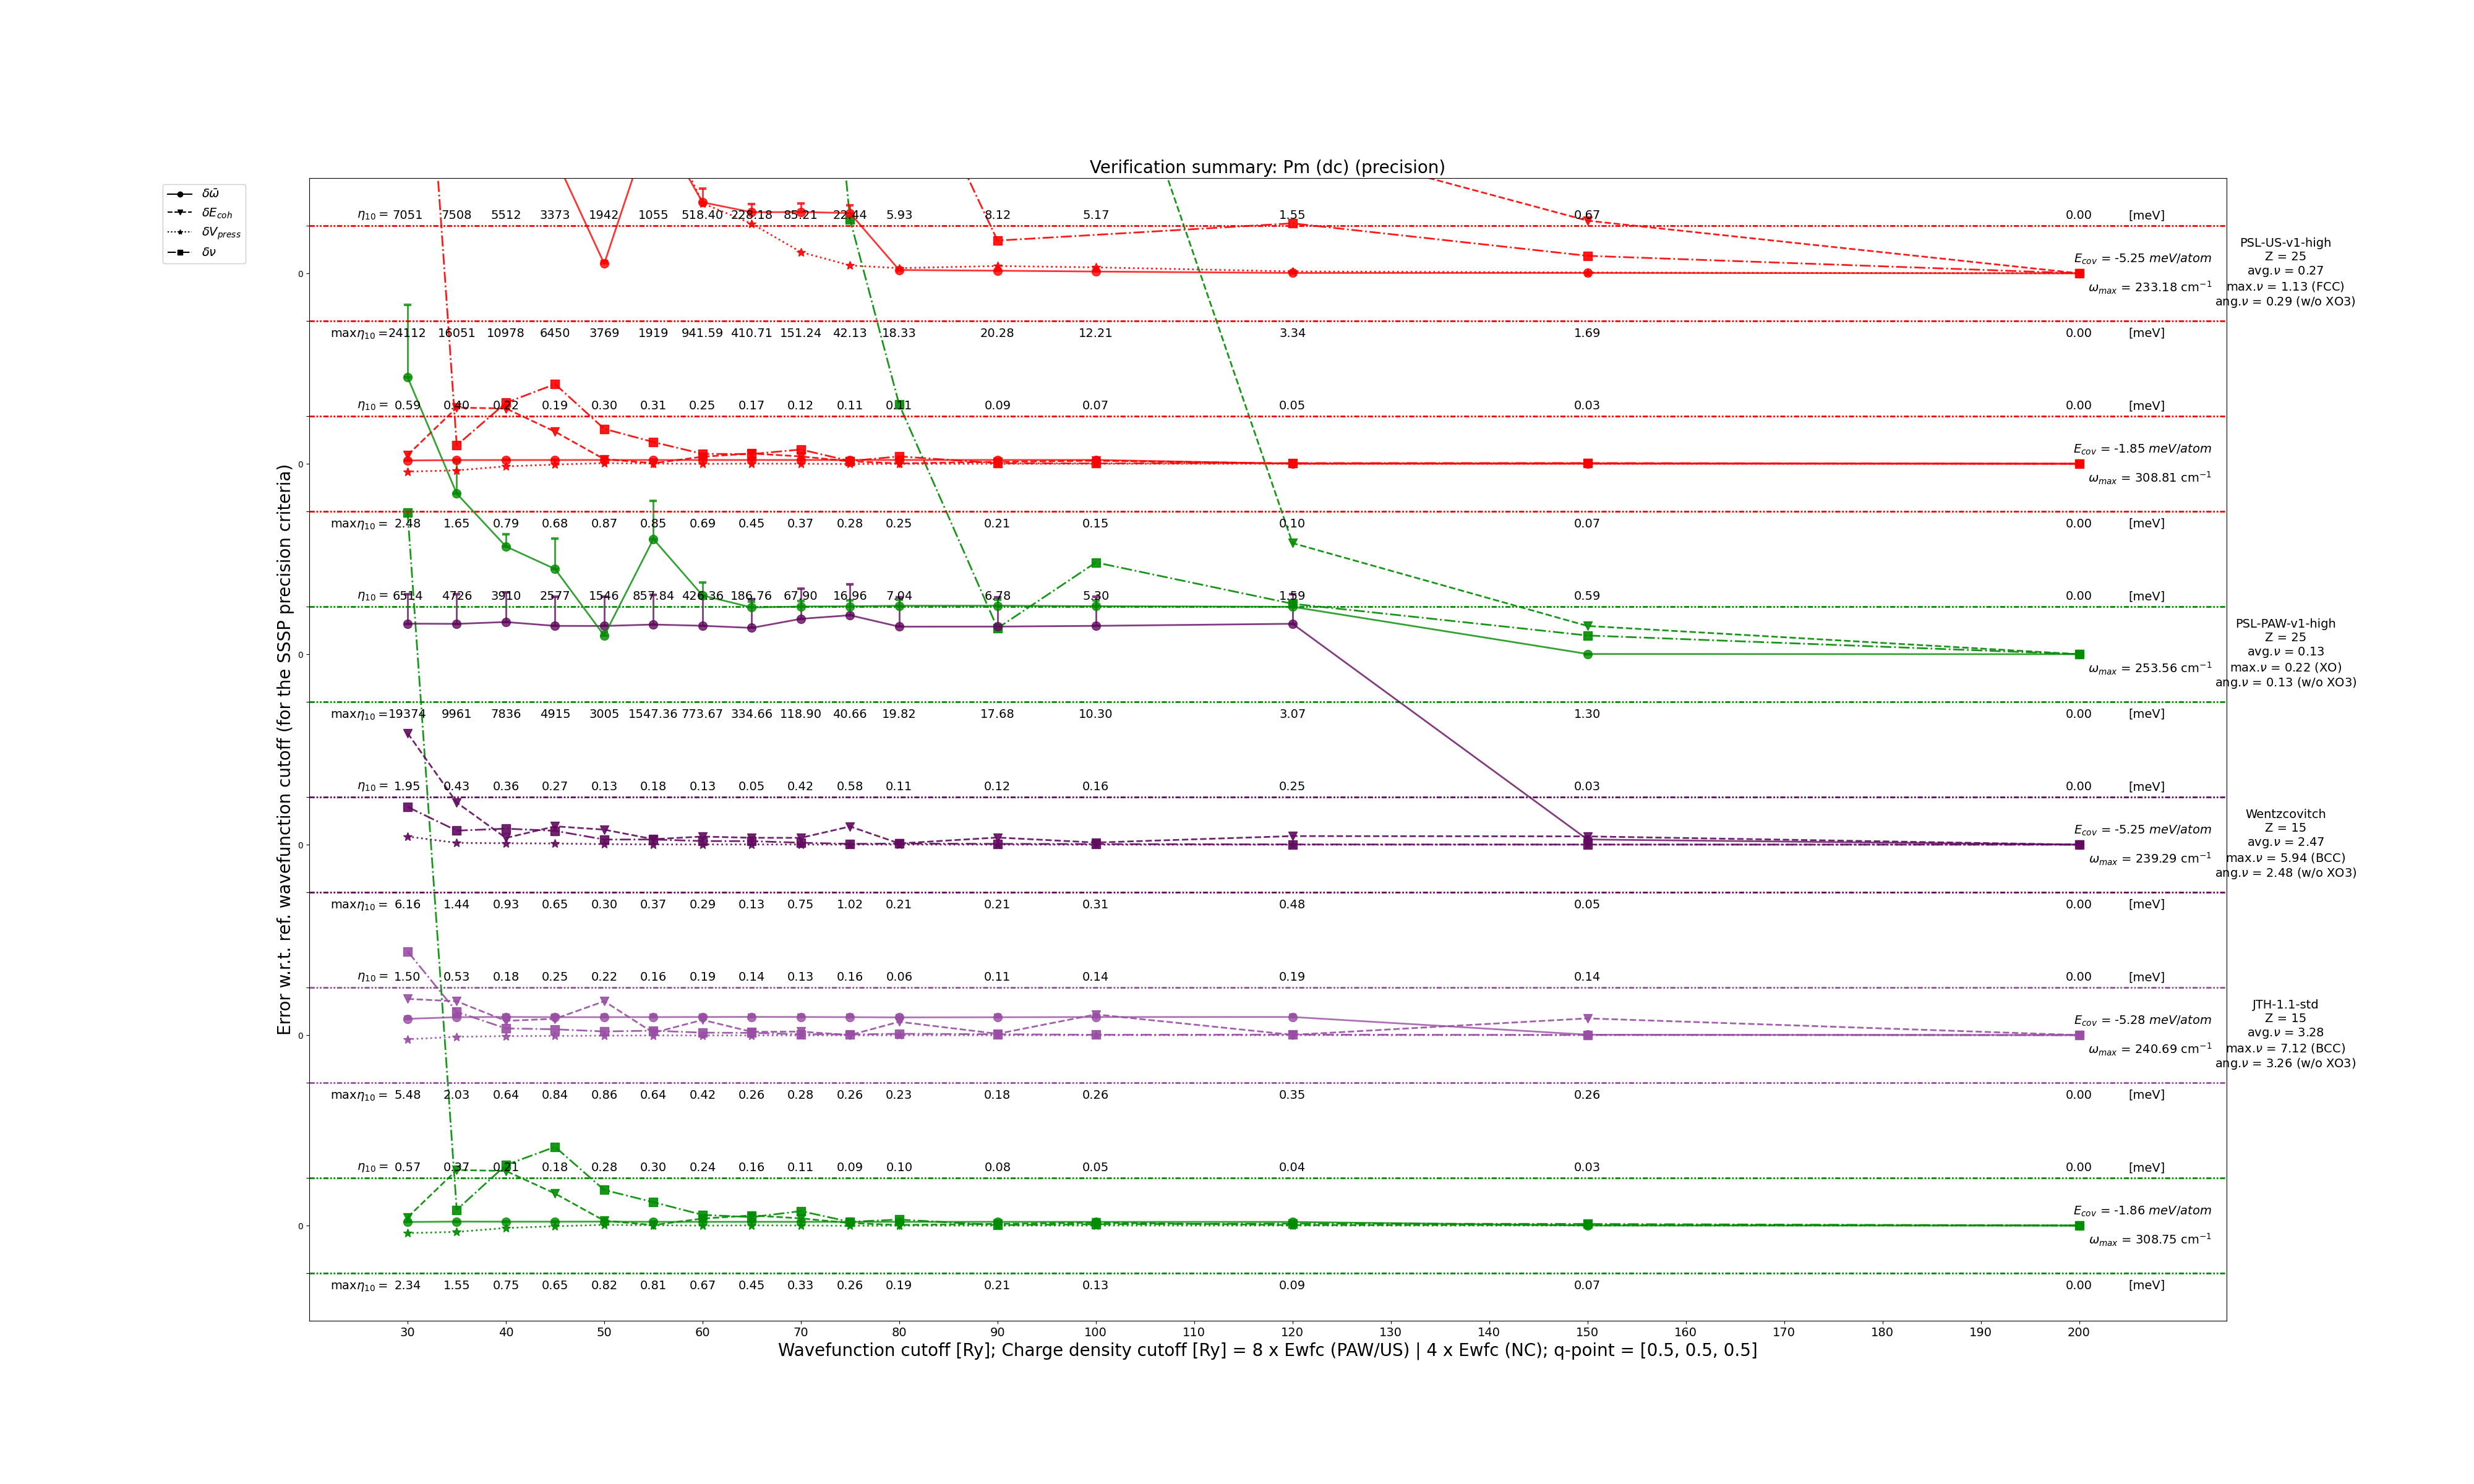 Verification summary: Pm (dc) (precision)
δω̄
δE_coh
δV_press
δν
Error w.r.t. ref. wavefunction cutoff (for the SSSP precision criteria)
η₁₀ = 7051 7508 5512 3373 1942 1055 518.40 228.18 85.21 22.44 5.93 8.12 5.17 1.55 0.67 0.00 [meV]
0
E_cov = -5.25 meV/atom
ω_max = 233.18 cm⁻¹
PSL-US-v1-high
Z = 25
avg.ν = 0.27
max.ν = 1.13 (FCC)
ang.ν = 0.29 (w/o XO3)
maxη₁₀ = 24112 16051 10978 6450 3769 1919 941.59 410.71 151.24 42.13 18.33 20.28 12.21 3.34 1.69 0.00 [meV]
η₁₀ = 0.59 0.40 0.22 0.19 0.30 0.31 0.25 0.17 0.12 0.11 0.11 0.09 0.07 0.05 0.03 0.00 [meV]
0
E_cov = -1.85 meV/atom
ω_max = 308.81 cm⁻¹
maxη₁₀ = 2.48 1.65 0.79 0.68 0.87 0.85 0.69 0.45 0.37 0.28 0.25 0.21 0.15 0.10 0.07 0.00 [meV]
η₁₀ = 6514 4726 3910 2577 1546 857.84 426.36 186.76 67.90 16.96 7.04 6.78 5.30 1.59 0.59 0.00 [meV]
0
ω_max = 253.56 cm⁻¹
PSL-PAW-v1-high
Z = 25
avg.ν = 0.13
max.ν = 0.22 (XO)
ang.ν = 0.13 (w/o XO3)
maxη₁₀ = 19374 9961 7836 4915 3005 1547.36 773.67 334.66 118.90 40.66 19.82 17.68 10.30 3.07 1.30 0.00 [meV]
η₁₀ = 1.95 0.43 0.36 0.27 0.13 0.18 0.13 0.05 0.42 0.58 0.11 0.12 0.16 0.25 0.03 0.00 [meV]
0
E_cov = -5.25 meV/atom
ω_max = 239.29 cm⁻¹
Wentzcovitch
Z = 15
avg.ν = 2.47
max.ν = 5.94 (BCC)
ang.ν = 2.48 (w/o XO3)
maxη₁₀ = 6.16 1.44 0.93 0.65 0.30 0.37 0.29 0.13 0.75 1.02 0.21 0.21 0.31 0.48 0.05 0.00 [meV]
η₁₀ = 1.50 0.53 0.18 0.25 0.22 0.16 0.19 0.14 0.13 0.16 0.06 0.11 0.14 0.19 0.14 0.00 [meV]
0
E_cov = -5.28 meV/atom
ω_max = 240.69 cm⁻¹
JTH-1.1-std
Z = 15
avg.ν = 3.28
max.ν = 7.12 (BCC)
ang.ν = 3.26 (w/o XO3)
maxη₁₀ = 5.48 2.03 0.64 0.84 0.86 0.64 0.42 0.26 0.28 0.26 0.23 0.18 0.26 0.35 0.26 0.00 [meV]
η₁₀ = 0.57 0.37 0.21 0.18 0.28 0.30 0.24 0.16 0.11 0.09 0.10 0.08 0.05 0.04 0.03 0.00 [meV]
0
E_cov = -1.86 meV/atom
ω_max = 308.75 cm⁻¹
maxη₁₀ = 2.34 1.55 0.75 0.65 0.82 0.81 0.67 0.45 0.33 0.26 0.19 0.21 0.13 0.09 0.07 0.00 [meV]
30 40 50 60 70 80 90 100 110 120 130 140 150 160 170 180 190 200
Wavefunction cutoff [Ry]; Charge density cutoff [Ry] = 8 x Ewfc (PAW/US) | 4 x Ewfc (NC); q-point = [0.5, 0.5, 0.5]